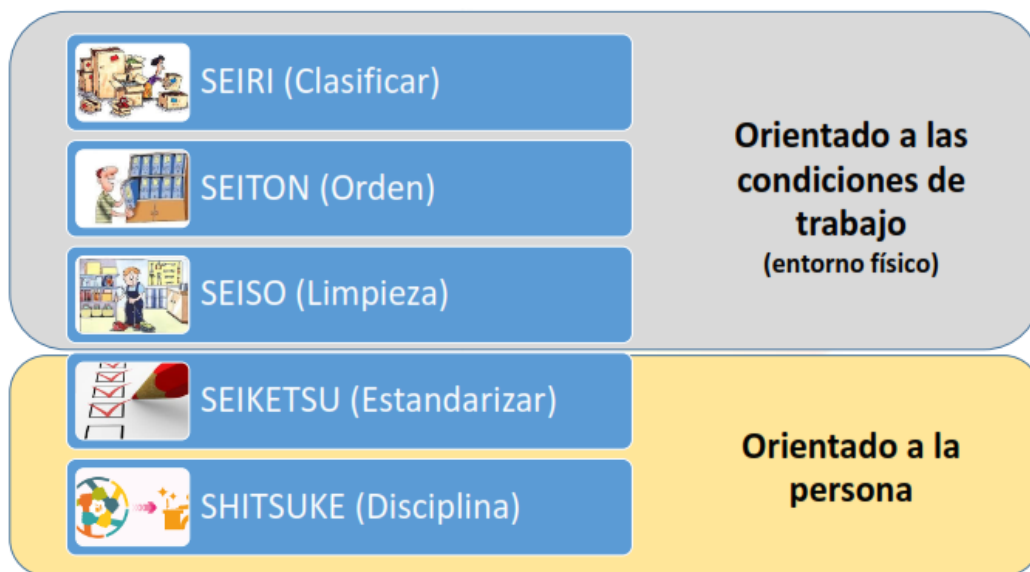 SEIRI (Clasificar)
SEITON (Orden)
SEISO (Limpieza)
Orientado a las
condiciones de
trabajo
(entorno físico)
SEIKETSU (Estandarizar)
SHITSUKE (Disciplina)
Orientado a la
persona